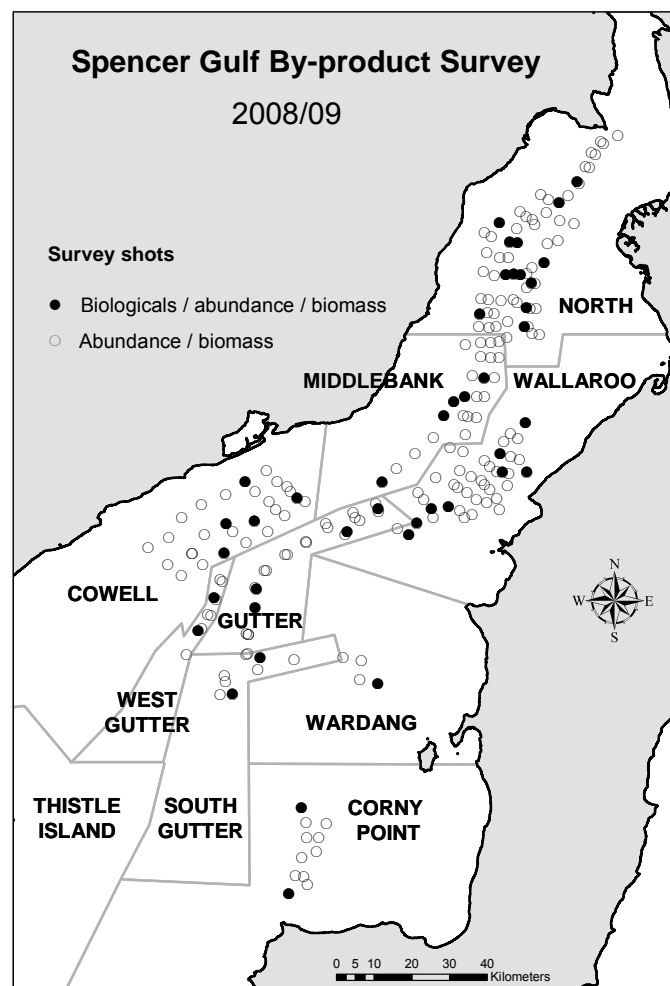 Spencer Gulf By-product Survey
2008/09
Survey shots
Biologicals / abundance / biomass
Abundance / biomass
NORTH
MIDDLEBANK
WALLAROO
COWELL
GUTTER
N
W
E
S
WEST
GUTTER
WARDANG
THISTLE
ISLAND
SOUTH
GUTTER
CORNY
POINT
0 5 10 20 30 40
Kilometers